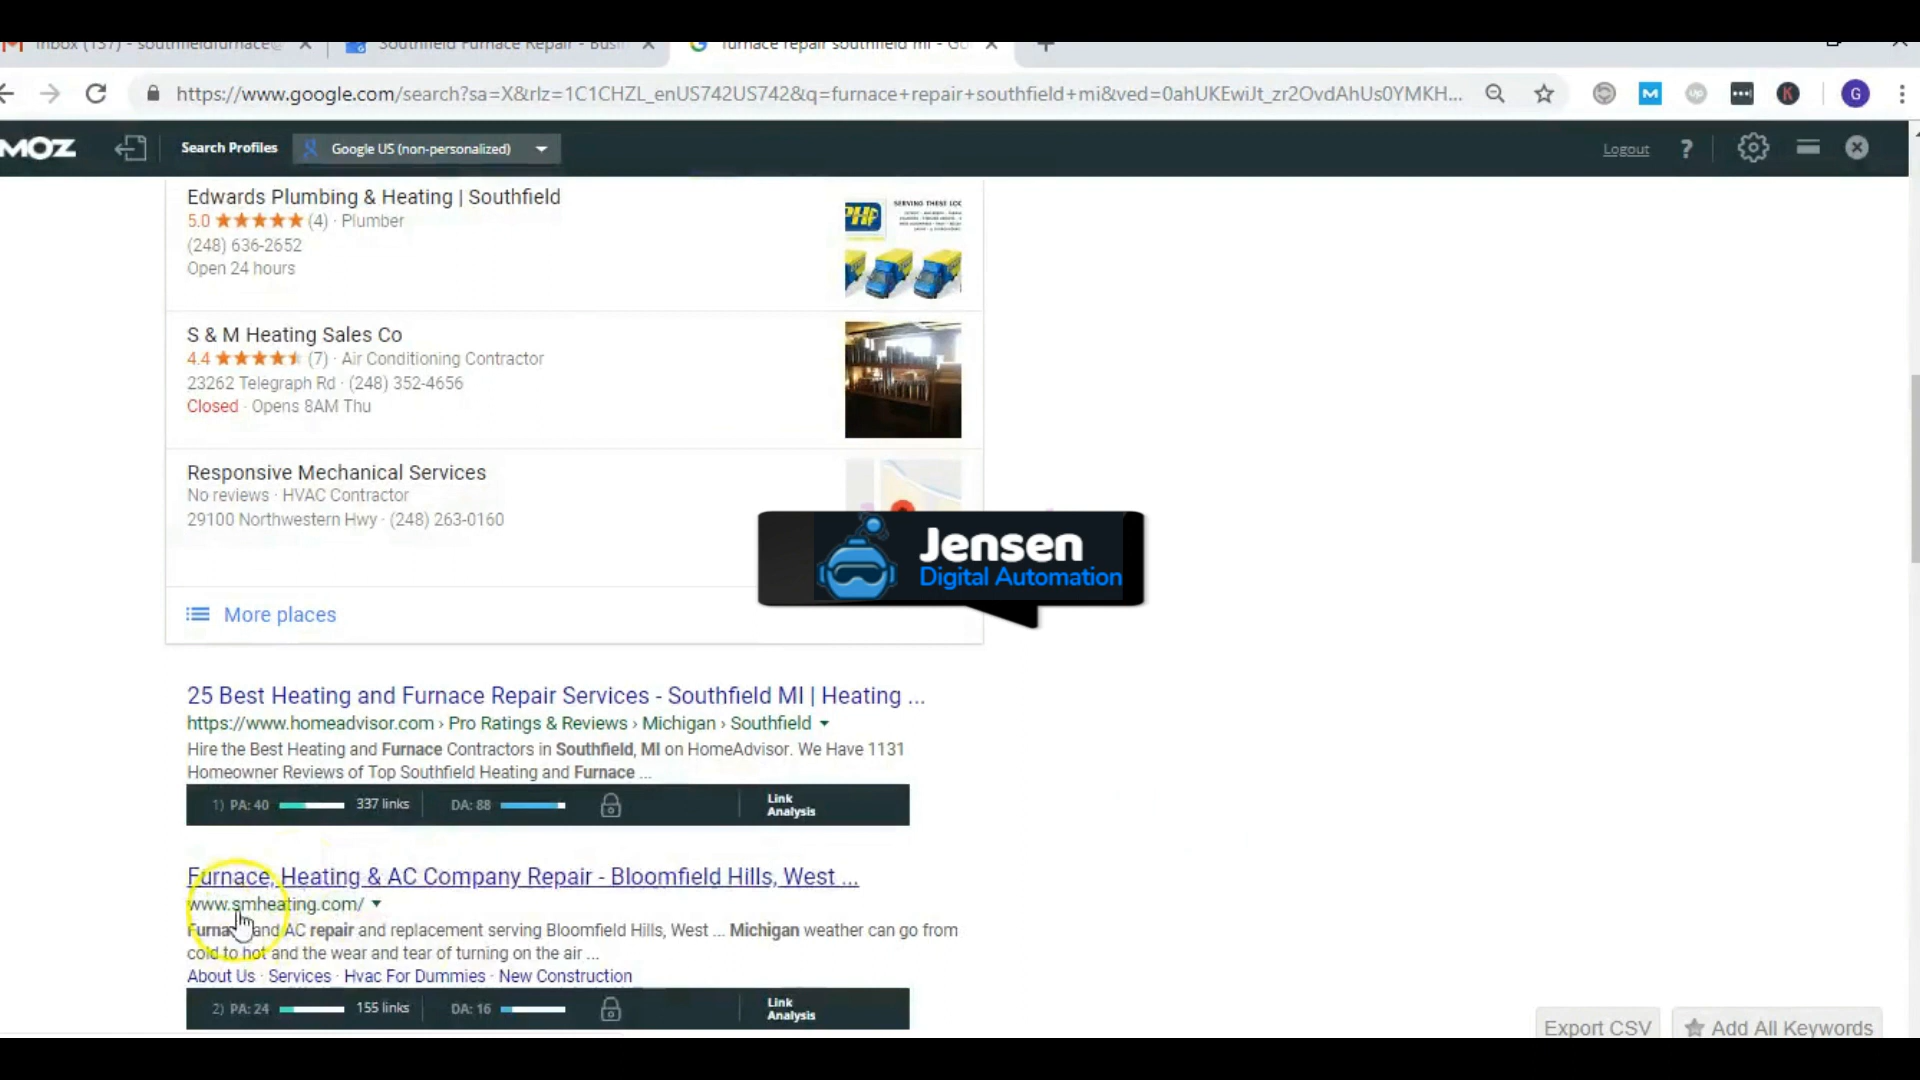 Inbox (137) - southfieldfurnace@
Southfield Furnace Repair - Busi
furnace repair southfield mi - Go
https://www.google.com/search?sa=X&rlz=1C1CHZL_enUS742US742&q=furnace+repair+southfield+mi&ved=0ahUKEwiJt_zr2OvdAhUs0YMKH...
G
MOZ
Search Profiles
Google US (non-personalized)
Logout
?
Edwards Plumbing & Heating | Southfield
5.0 (4) · Plumber
(248) 636-2652
Open 24 hours
PH
SERVING THESE LOC
S & M Heating Sales Co
4.4 (7) · Air Conditioning Contractor
23262 Telegraph Rd · (248) 352-4656
Closed · Opens 8AM Thu
Responsive Mechanical Services
No reviews · HVAC Contractor
29100 Northwestern Hwy · (248) 263-0160
Jensen
Digital Automation
More places
25 Best Heating and Furnace Repair Services - Southfield MI | Heating ...
https://www.homeadvisor.com › Pro Ratings & Reviews › Michigan › Southfield
Hire the Best Heating and Furnace Contractors in Southfield, MI on HomeAdvisor. We Have 1131
Homeowner Reviews of Top Southfield Heating and Furnace ...
1) PA: 40 337 links DA: 88 Link Analysis
Furnace, Heating & AC Company Repair - Bloomfield Hills, West ...
www.smheating.com/
Furnace and AC repair and replacement serving Bloomfield Hills, West ... Michigan weather can go from
cold to hot and the wear and tear of turning on the air ...
About Us · Services · Hvac For Dummies · New Construction
2) PA: 24 155 links DA: 16 Link Analysis
Export CSV
Add All Keywords